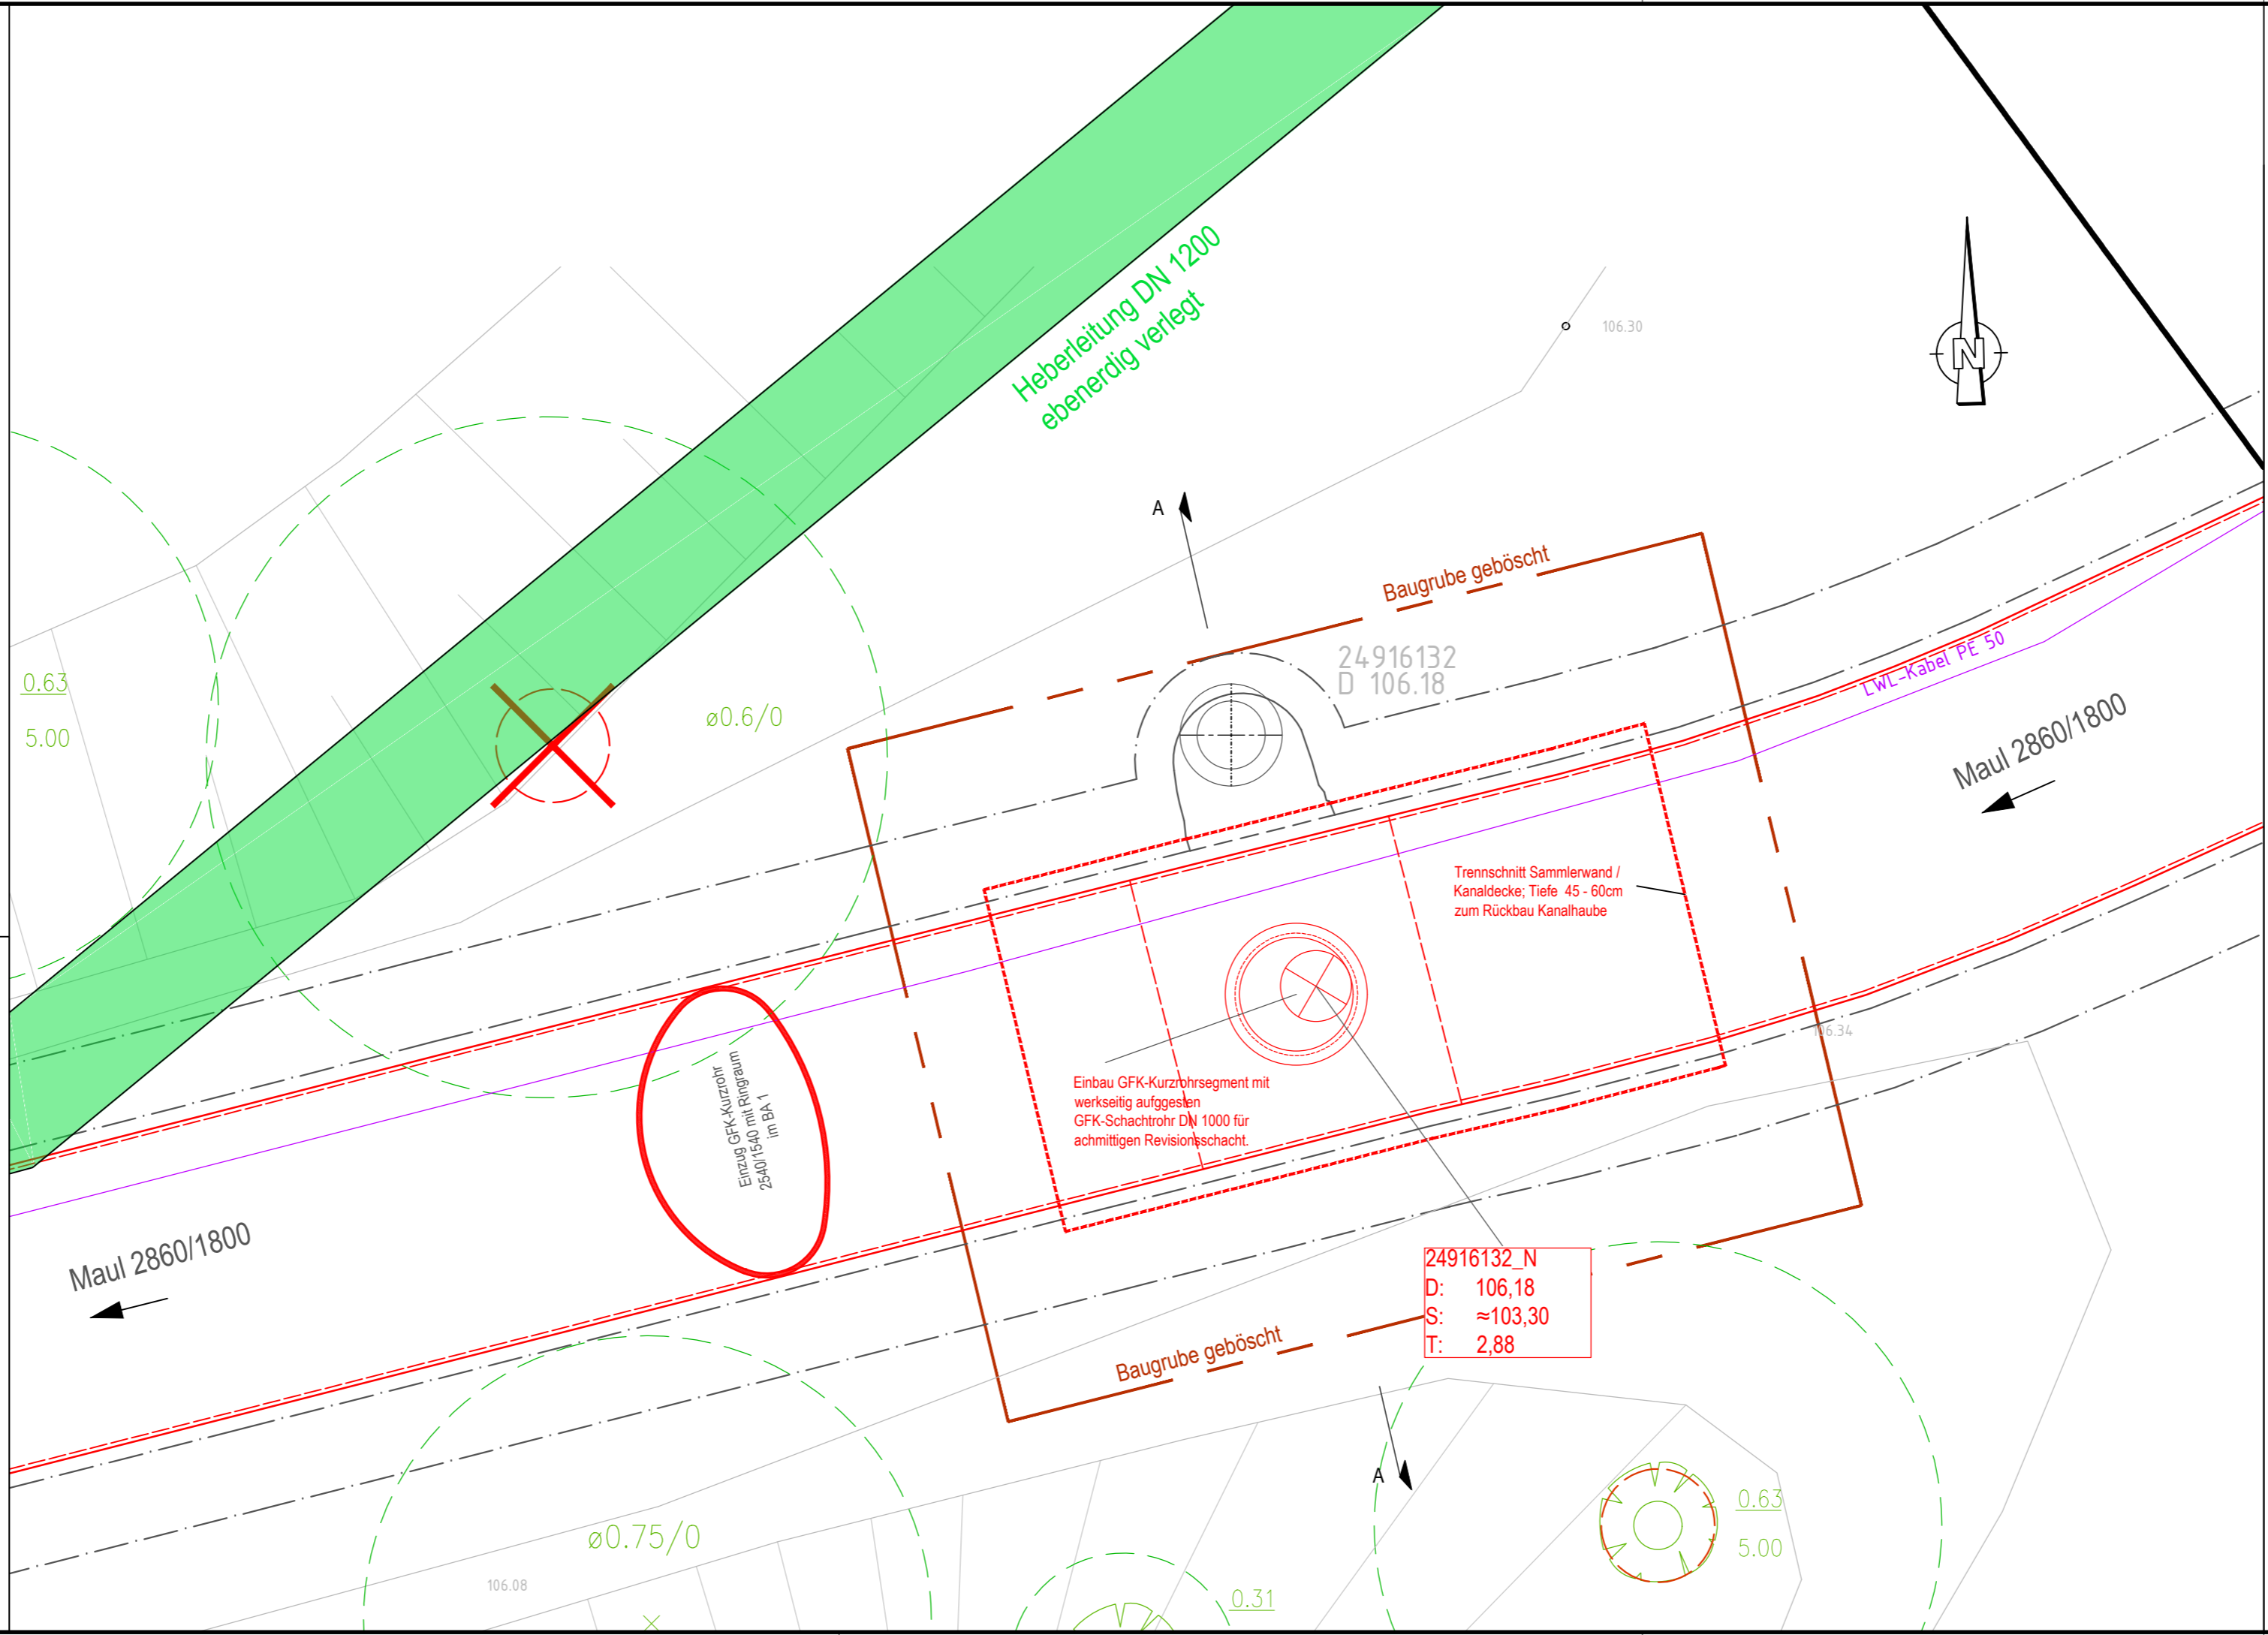 Heberleitung DN 1200
ebenerdig verlegt
106.30
N
A
Baugrube geböscht
24916132
D 106.18
LWL-Kabel PE 50
Maul 2860/1800
0.63
5.00
ø0.6/0
Trennschnitt Sammlerwand /
Kanaldecke; Tiefe 45 - 60cm
zum Rückbau Kanalhaube
106.34
Einzug GFK-Kurzrohr
2540/1540 mit Ringraum
im BA 1
Einbau GFK-Kurzrohrsegment mit
werkseitig aufggesten
GFK-Schachtrohr DN 1000 für
achmittigen Revisionsschacht.
Maul 2860/1800
24916132_N
D: 106,18
S: ≈103,30
T: 2,88
Baugrube geböscht
A
ø0.75/0
106.08
0.31
0.63
5.00